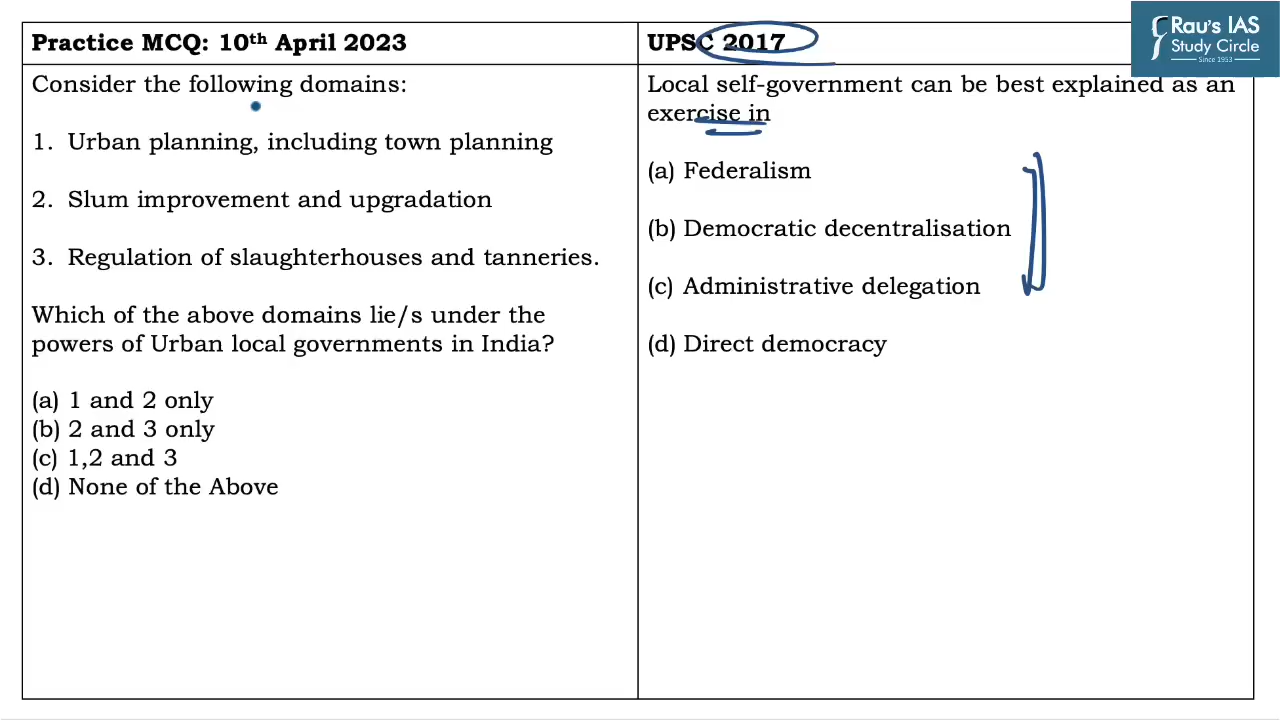 Practice MCQ: 10th April 2023
Consider the following domains:
1. Urban planning, including town planning
2. Slum improvement and upgradation
3. Regulation of slaughterhouses and tanneries.
Which of the above domains lie/s under the
powers of Urban local governments in India?
(a) 1 and 2 only
(b) 2 and 3 only
(c) 1,2 and 3
(d) None of the Above
UPSC 2017
Local self-government can be best explained as an
exercise in
(a) Federalism
(b) Democratic decentralisation
(c) Administrative delegation
(d) Direct democracy
Rau's IAS
Study Circle
Since 1953